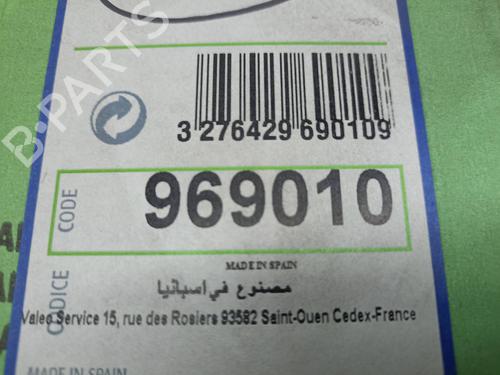 B-PARTS
3 276429 690109
CODE
969010
MADE IN SPAIN
مصنوع في اسبانيا
Valeo Service 15, rue des Rosiers 93582 Saint-Ouen Cedex-France
CODICE
MADE IN SPAIN